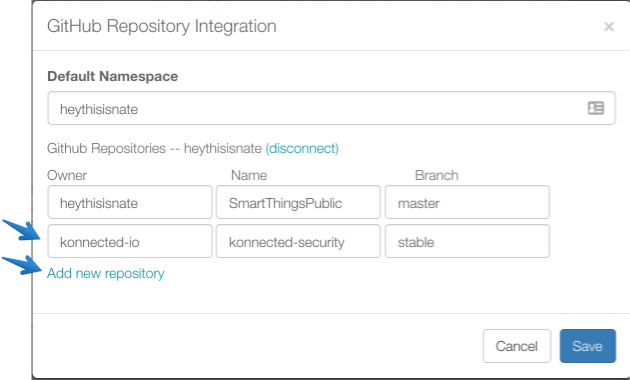 GitHub Repository Integration ×
Default Namespace
heythisisnate
Github Repositories -- heythisisnate (disconnect)
Owner Name Branch
heythisisnate SmartThingsPublic master
konnected-io konnected-security stable
Add new repository
Cancel Save